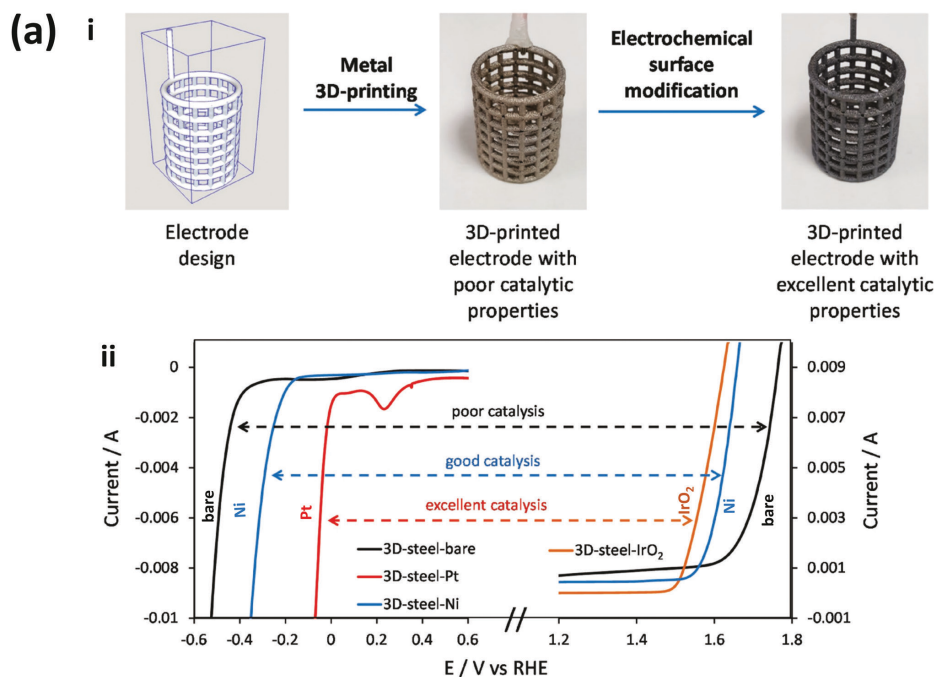 (a) i
Metal
3D-printing
Electrochemical
surface
modification
Electrode
design
3D-printed
electrode with
poor catalytic
properties
3D-printed
electrode with
excellent catalytic
properties
ii
Current / A
0
-0.002
-0.004
-0.006
-0.008
-0.01
poor catalysis
good catalysis
excellent catalysis
bare
Ni
Pt
IrO₂
Ni
bare
3D-steel-bare
3D-steel-IrO₂
3D-steel-Pt
3D-steel-Ni
0.009
0.007
0.005
0.003
0.001
-0.001
Current / A
-0.6 -0.4 -0.2 0 0.2 0.4 0.6 // 1.2 1.4 1.6 1.8
E / V vs RHE